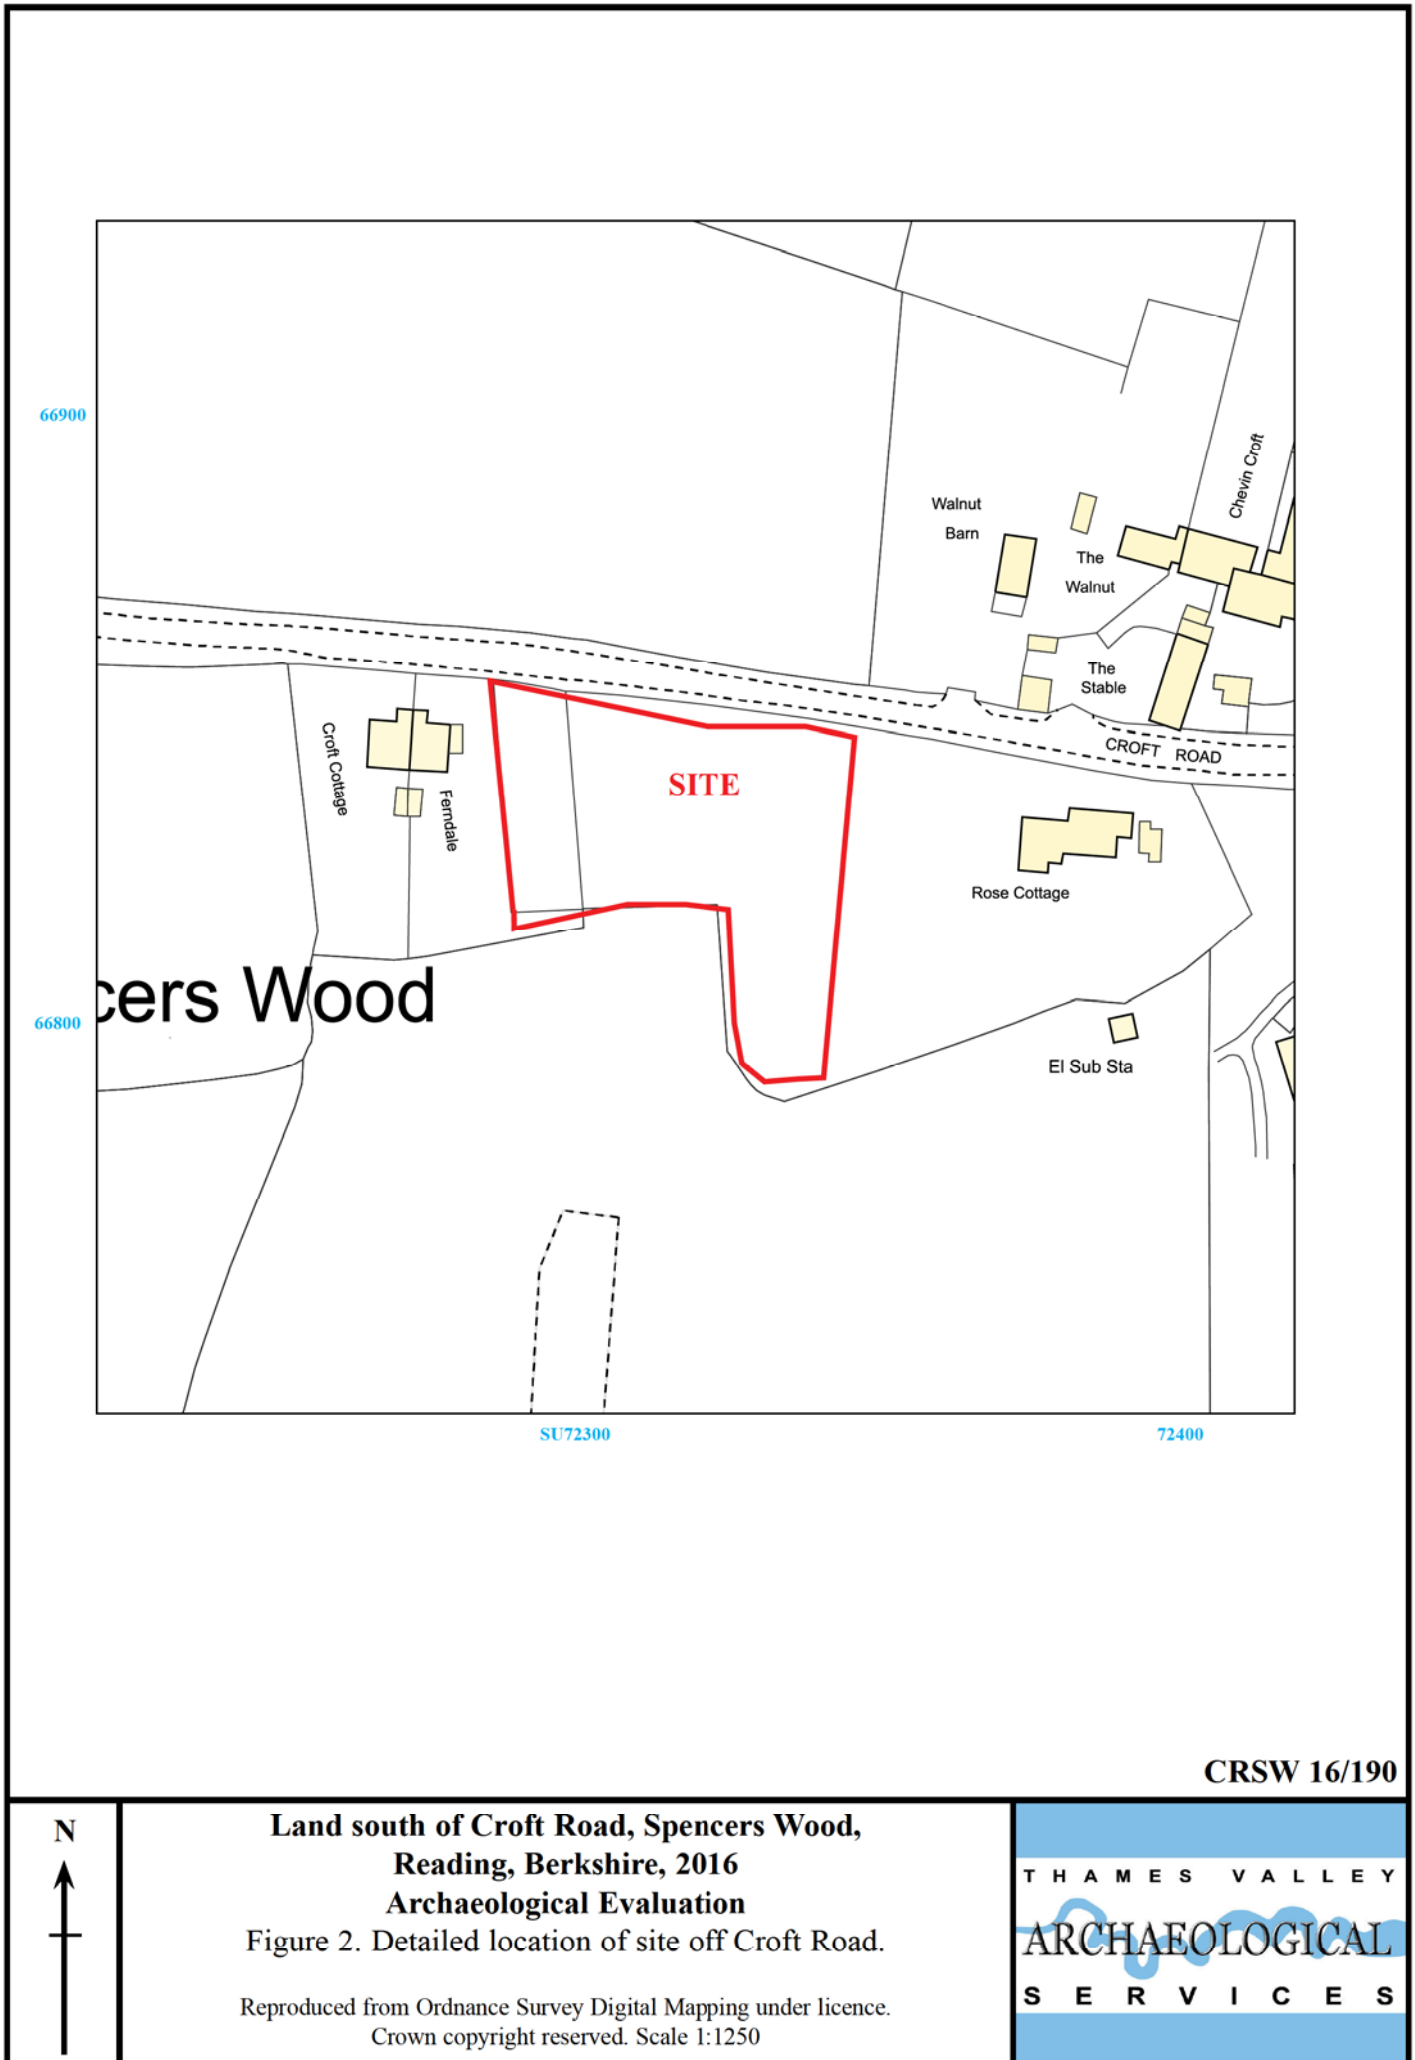 66900
Chevin Croft
Walnut
Barn
The
Walnut
The
Stable
CROFT ROAD
Croft Cottage
Ferndale
SITE
Rose Cottage
cers Wood
66800
El Sub Sta
SU72300
72400
CRSW 16/190
N
Land south of Croft Road, Spencers Wood,
Reading, Berkshire, 2016
Archaeological Evaluation
Figure 2. Detailed location of site off Croft Road.
Reproduced from Ordnance Survey Digital Mapping under licence.
Crown copyright reserved. Scale 1:1250
THAMES VALLEY
ARCHAEOLOGICAL
SERVICES